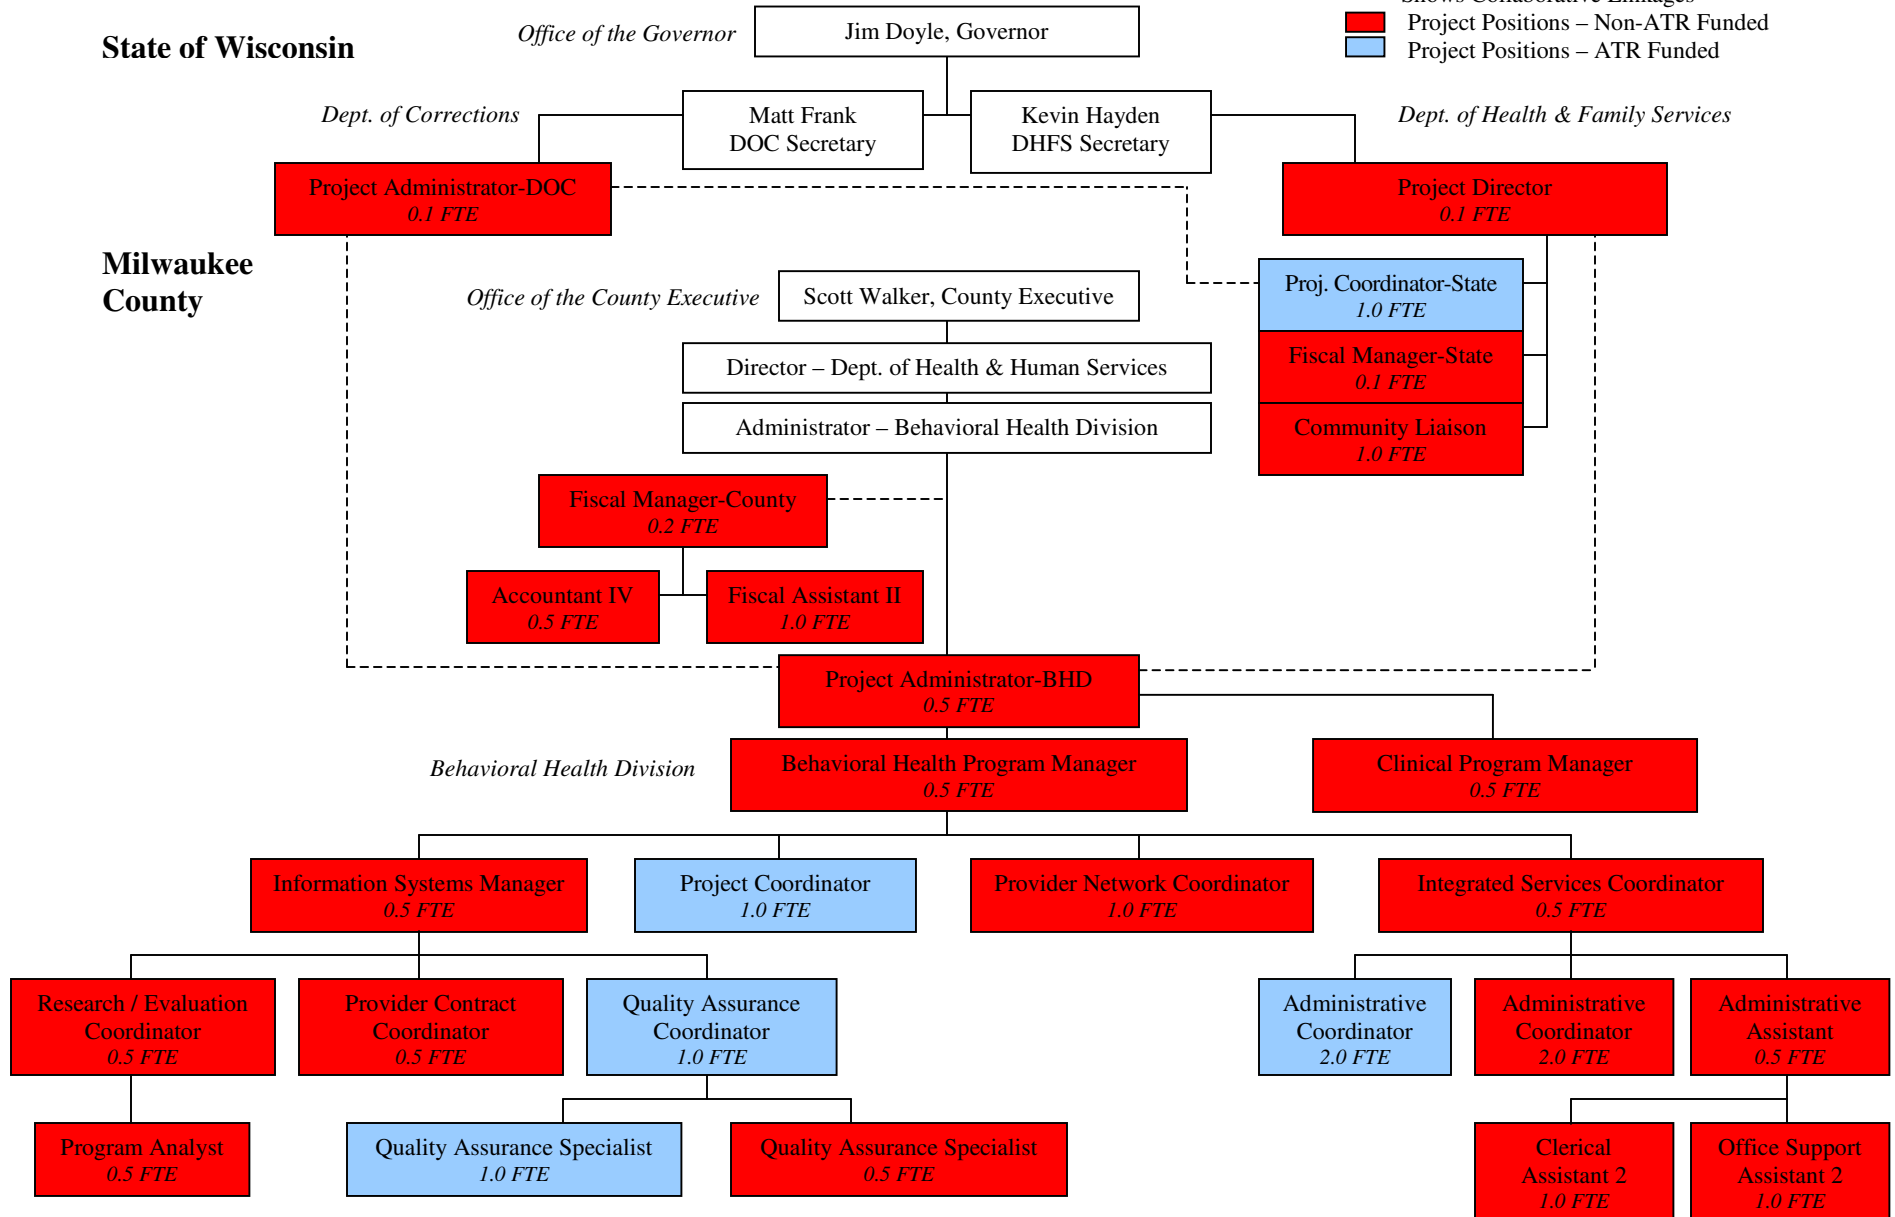 Shows Collaborative Linkages
Project Positions – Non-ATR Funded
Project Positions – ATR Funded
State of Wisconsin
Office of the Governor
Jim Doyle, Governor
Dept. of Corrections
Matt Frank
DOC Secretary
Kevin Hayden
DHFS Secretary
Dept. of Health & Family Services
Project Administrator-DOC
0.1 FTE
Project Director
0.1 FTE
Milwaukee
County
Office of the County Executive
Scott Walker, County Executive
Proj. Coordinator-State
1.0 FTE
Fiscal Manager-State
0.1 FTE
Community Liaison
1.0 FTE
Director – Dept. of Health & Human Services
Administrator – Behavioral Health Division
Fiscal Manager-County
0.2 FTE
Accountant IV
0.5 FTE
Fiscal Assistant II
1.0 FTE
Project Administrator-BHD
0.5 FTE
Behavioral Health Division
Behavioral Health Program Manager
0.5 FTE
Clinical Program Manager
0.5 FTE
Information Systems Manager
0.5 FTE
Project Coordinator
1.0 FTE
Provider Network Coordinator
1.0 FTE
Integrated Services Coordinator
0.5 FTE
Research / Evaluation
Coordinator
0.5 FTE
Provider Contract
Coordinator
0.5 FTE
Quality Assurance
Coordinator
1.0 FTE
Administrative
Coordinator
2.0 FTE
Administrative
Coordinator
2.0 FTE
Administrative
Assistant
0.5 FTE
Program Analyst
0.5 FTE
Quality Assurance Specialist
1.0 FTE
Quality Assurance Specialist
0.5 FTE
Clerical
Assistant 2
1.0 FTE
Office Support
Assistant 2
1.0 FTE